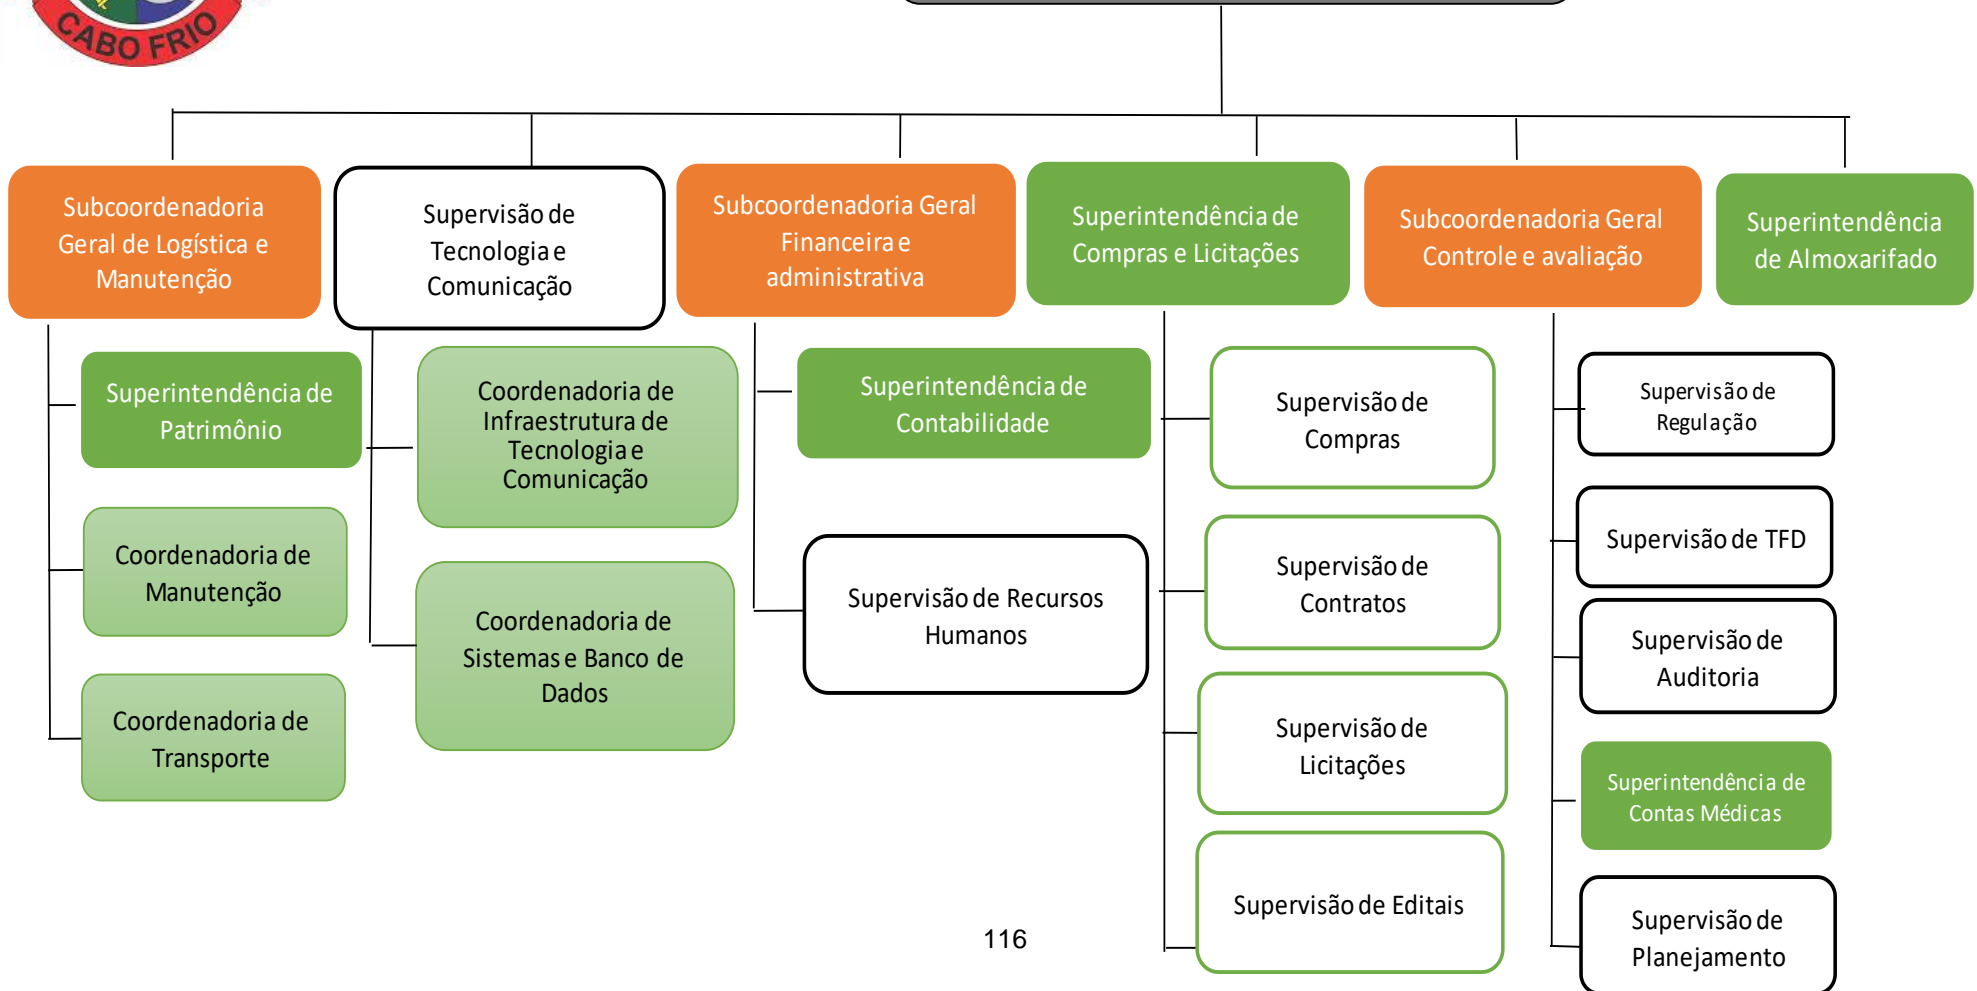 CABO FRIO
Subcoordenadoria
Geral de Logística e
Manutenção
Supervisão de
Tecnologia e
Comunicação
Subcoordenadoria Geral
Financeira e
administrativa
Superintendência de
Compras e Licitações
Subcoordenadoria Geral
Controle e avaliação
Superintendência
de Almoxarifado
Superintendência de
Patrimônio
Coordenadoria de
Manutenção
Coordenadoria de
Transporte
Coordenadoria de
Infraestrutura de
Tecnologia e
Comunicação
Coordenadoria de
Sistemas e Banco de
Dados
Superintendência de
Contabilidade
Supervisão de Recursos
Humanos
Supervisão de
Compras
Supervisão de
Contratos
Supervisão de
Licitações
Supervisão de Editais
Supervisão de
Regulação
Supervisão de TFD
Supervisão de
Auditoria
Superintendência de
Contas Médicas
Supervisão de
Planejamento
116